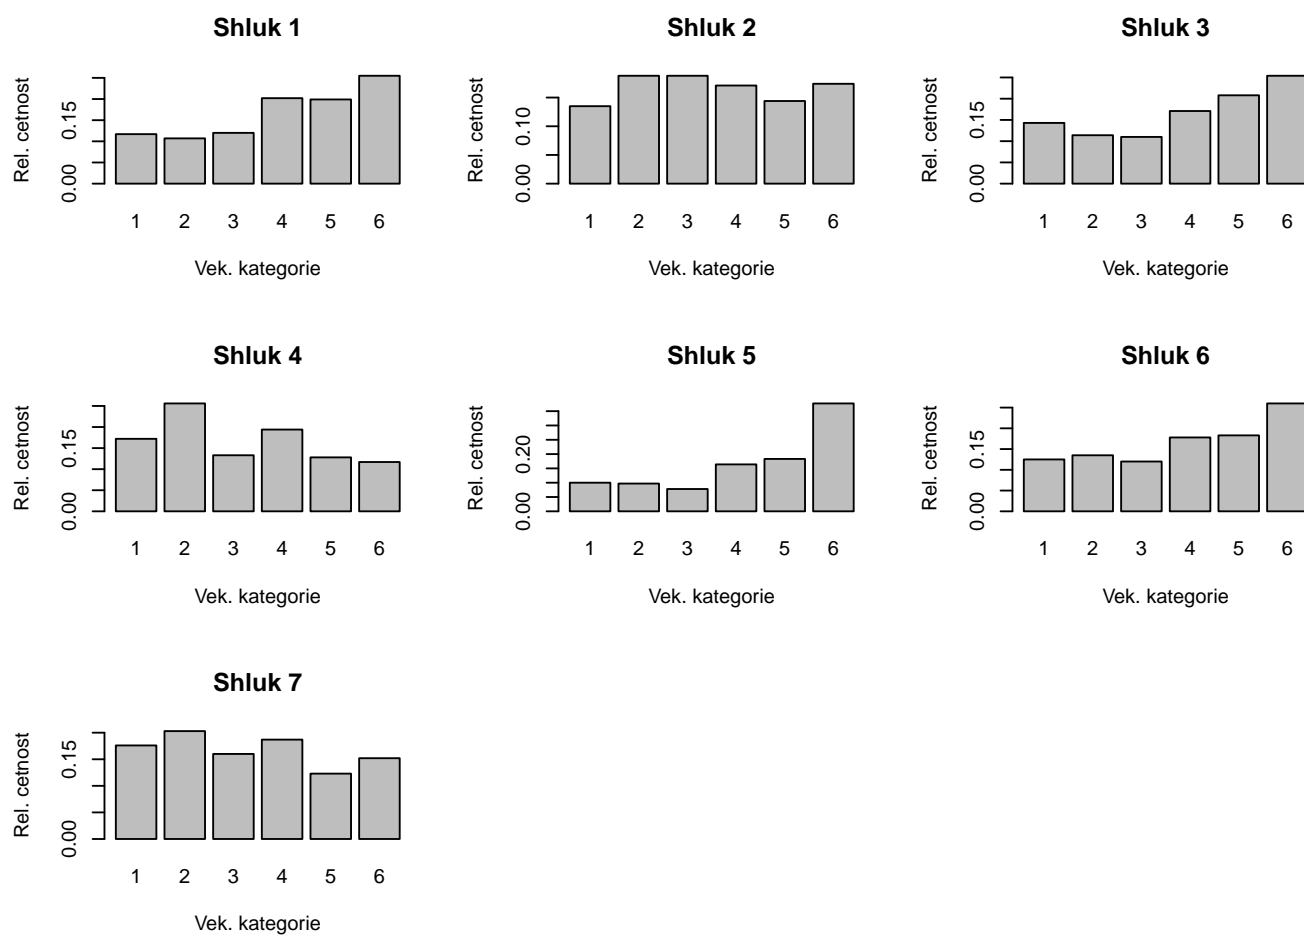 Shluk 1
Rel. cetnost
0.00 0.15
1 2 3 4 5 6
Vek. kategorie
Shluk 2
Rel. cetnost
0.00 0.10
1 2 3 4 5 6
Vek. kategorie
Shluk 3
Rel. cetnost
0.00 0.15
1 2 3 4 5 6
Vek. kategorie
Shluk 4
Rel. cetnost
0.00 0.15
1 2 3 4 5 6
Vek. kategorie
Shluk 5
Rel. cetnost
0.00 0.20
1 2 3 4 5 6
Vek. kategorie
Shluk 6
Rel. cetnost
0.00 0.15
1 2 3 4 5 6
Vek. kategorie
Shluk 7
Rel. cetnost
0.00 0.15
1 2 3 4 5 6
Vek. kategorie